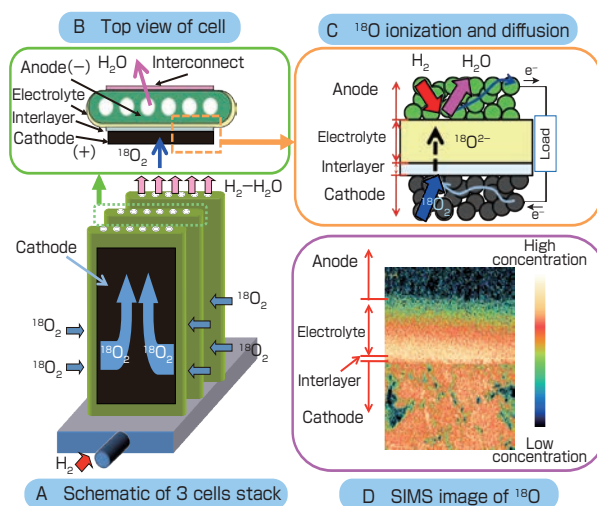 B Top view of cell
H₂O
Interconnect
Anode(−)
Electrolyte
Interlayer
Cathode
(+)
¹⁸O₂
H₂−H₂O
Cathode
¹⁸O₂
¹⁸O₂
¹⁸O₂ ¹⁸O₂
¹⁸O₂
¹⁸O₂
H₂
A Schematic of 3 cells stack
C ¹⁸O ionization and diffusion
H₂ H₂O
e⁻
Anode
Electrolyte
¹⁸O²⁻
Load
Interlayer
Cathode
¹⁸O₂
e⁻
High
concentration
Anode
Electrolyte
Interlayer
Cathode
Low
concentration
D SIMS image of ¹⁸O